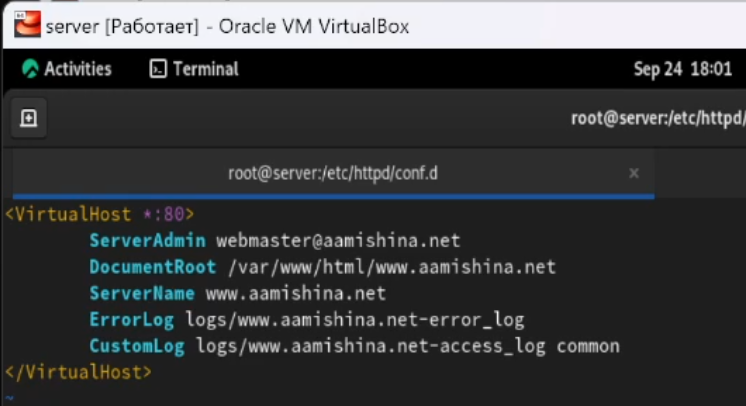 server [Работает] - Oracle VM VirtualBox
Activities Terminal Sep 24 18:01
root@server:/etc/httpd/
root@server:/etc/httpd/conf.d ×
<VirtualHost *:80>
        ServerAdmin webmaster@aamishina.net
        DocumentRoot /var/www/html/www.aamishina.net
        ServerName www.aamishina.net
        ErrorLog logs/www.aamishina.net-error_log
        CustomLog logs/www.aamishina.net-access_log common
</VirtualHost>
~